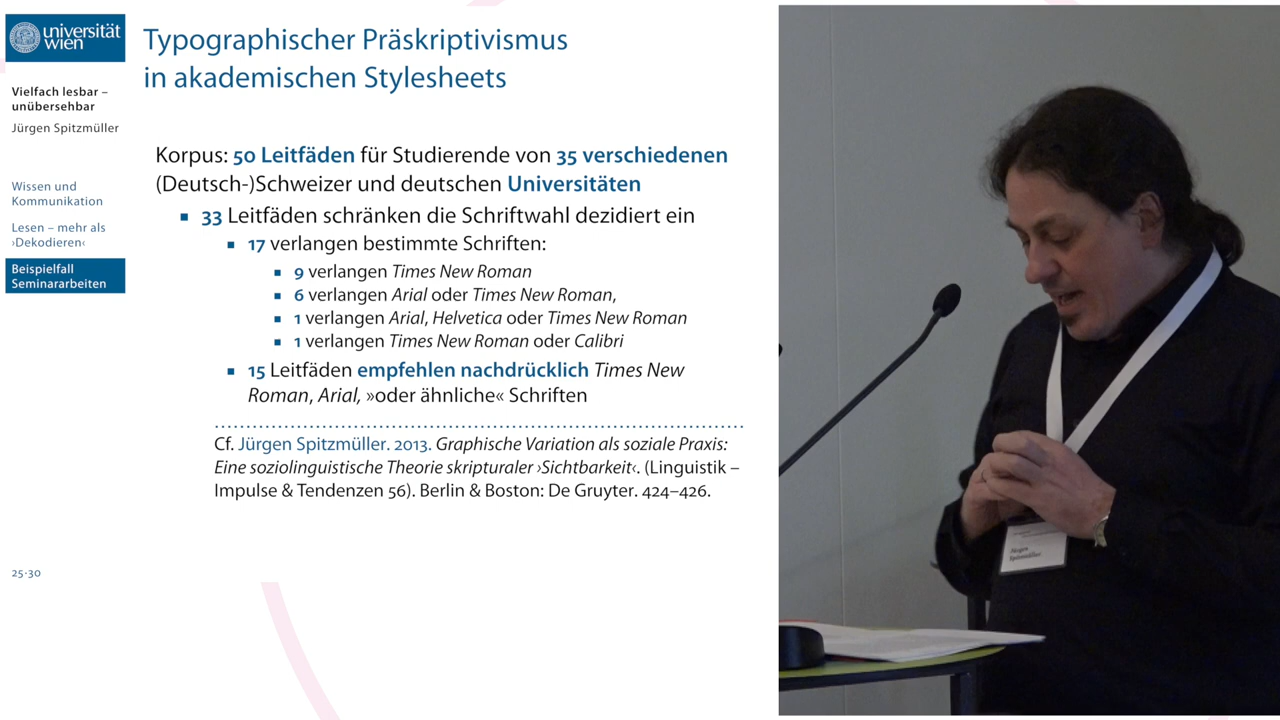 universität
wien
Vielfach lesbar –
unübersehbar
Jürgen Spitzmüller
Wissen und
Kommunikation
Lesen – mehr als
›Dekodieren‹
Beispielfall
Seminararbeiten
25·30
Typographischer Präskriptivismus
in akademischen Stylesheets
Korpus: 50 Leitfäden für Studierende von 35 verschiedenen
(Deutsch-)Schweizer und deutschen Universitäten
33 Leitfäden schränken die Schriftwahl dezidiert ein
17 verlangen bestimmte Schriften:
9 verlangen Times New Roman
6 verlangen Arial oder Times New Roman,
1 verlangen Arial, Helvetica oder Times New Roman
1 verlangen Times New Roman oder Calibri
15 Leitfäden empfehlen nachdrücklich Times New
Roman, Arial, »oder ähnliche« Schriften
Cf. Jürgen Spitzmüller. 2013. Graphische Variation als soziale Praxis:
Eine soziolinguistische Theorie skripturaler ›Sichtbarkeit‹. (Linguistik –
Impulse & Tendenzen 56). Berlin & Boston: De Gruyter. 424–426.
Jürgen
Spitzmüller